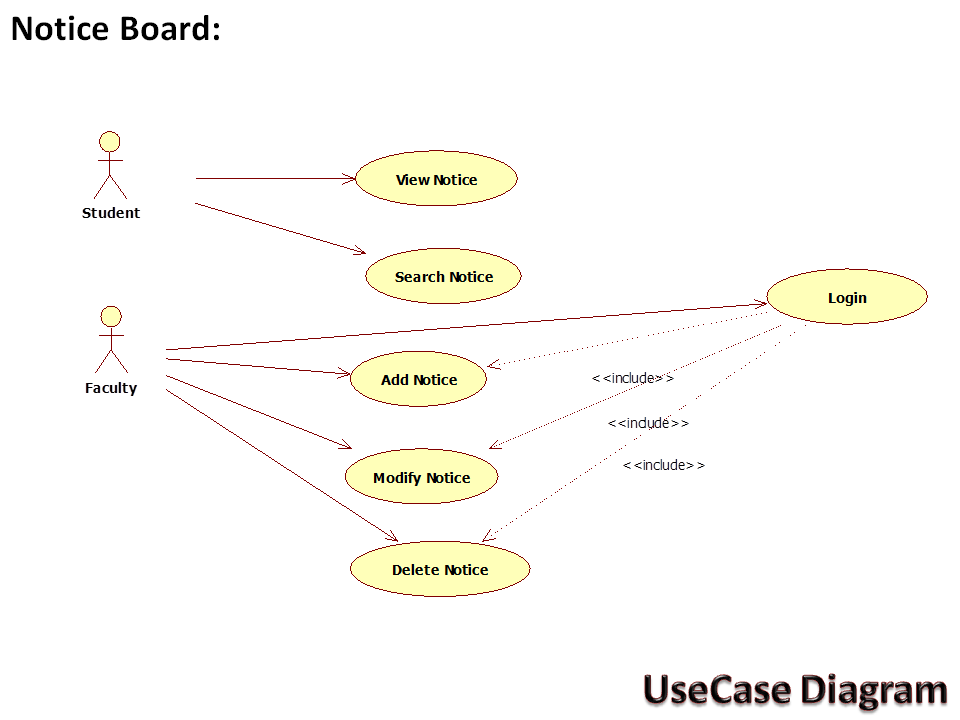 Notice Board:
View Notice
Student
Search Notice
Login
Add Notice
<<include>>
Faculty
<<include>>
Modify Notice
<<include>>
Delete Notice
UseCase Diagram